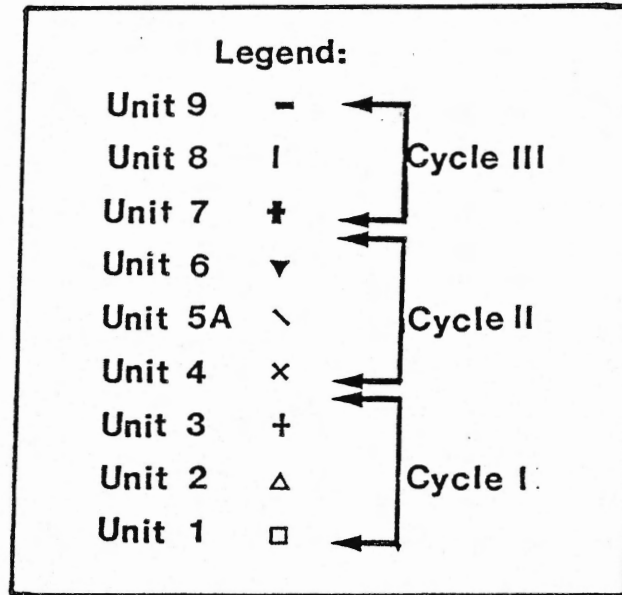 Legend:
Unit 9
Unit 8 Cycle III
Unit 7
Unit 6
Unit 5A Cycle II
Unit 4
Unit 3
Unit 2 Cycle I
Unit 1